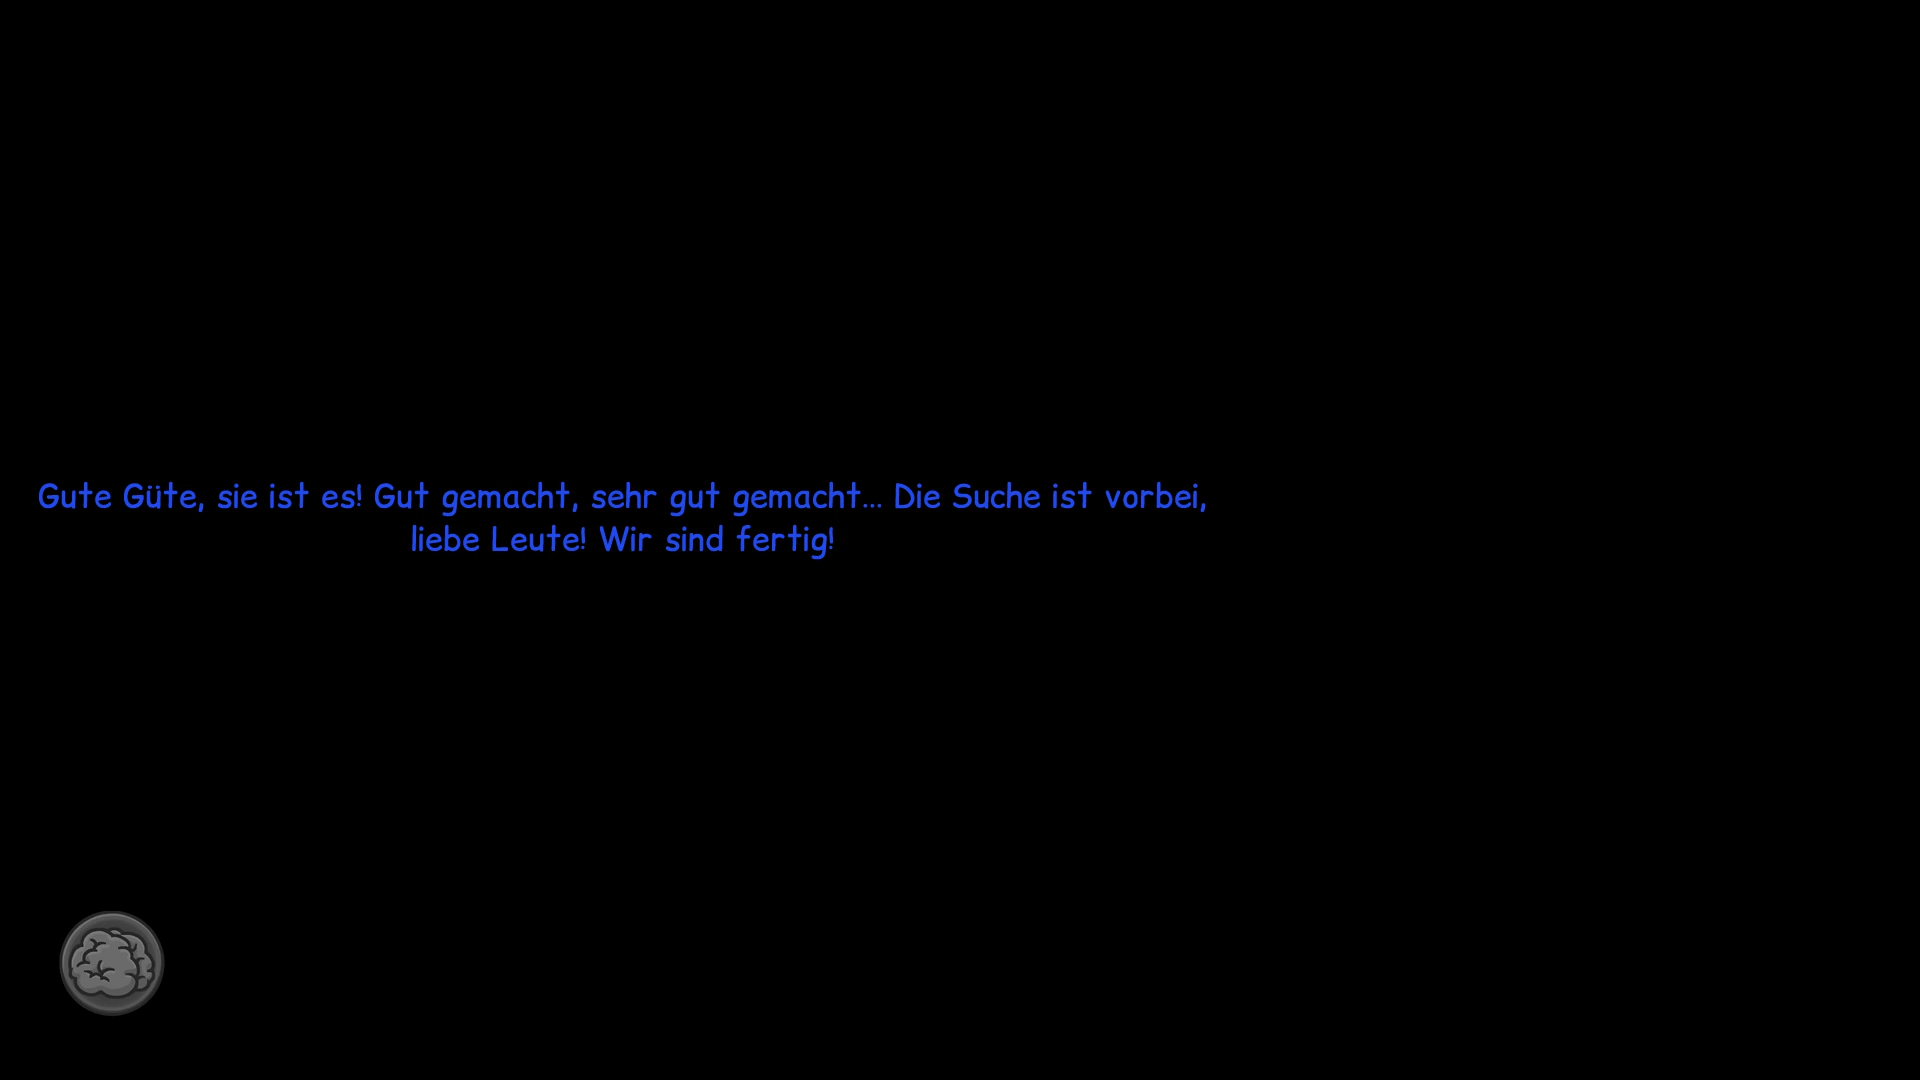 Gute Güte, sie ist es! Gut gemacht, sehr gut gemacht... Die Suche ist vorbei,
liebe Leute! Wir sind fertig!